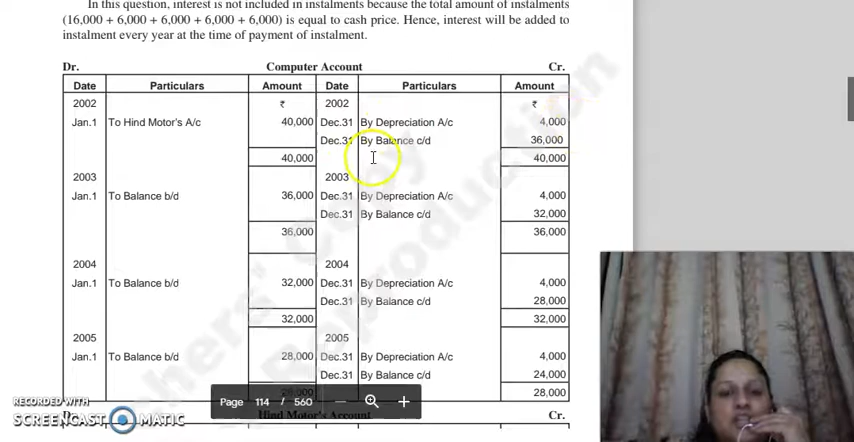 In this question, interest is not included in instalments because the total amount of instalments
(16,000 + 6,000 + 6,000 + 6,000 + 6,000) is equal to cash price. Hence, interest will be added to
instalment every year at the time of payment of instalment.
Dr. Computer Account Cr.
Date Particulars Amount Date Particulars Amount
2002 ₹ 2002 ₹
Jan.1 To Hind Motor's A/c 40,000 Dec.31 By Depreciation A/c 4,000
Dec.31 By Balance c/d 36,000
40,000 40,000
2003 2003
Jan.1 To Balance b/d 36,000 Dec.31 By Depreciation A/c 4,000
Dec.31 By Balance c/d 32,000
36,000 36,000
2004 2004
Jan.1 To Balance b/d 32,000 Dec.31 By Depreciation A/c 4,000
Dec.31 By Balance c/d 28,000
32,000 32,000
2005 2005
Jan.1 To Balance b/d 28,000 Dec.31 By Depreciation A/c 4,000
Dec.31 By Balance c/d 24,000
28,000
Page 114 / 560
Dr. Hind Motor's Account Cr.
RECORDED WITH
SCREENCAST MATIC